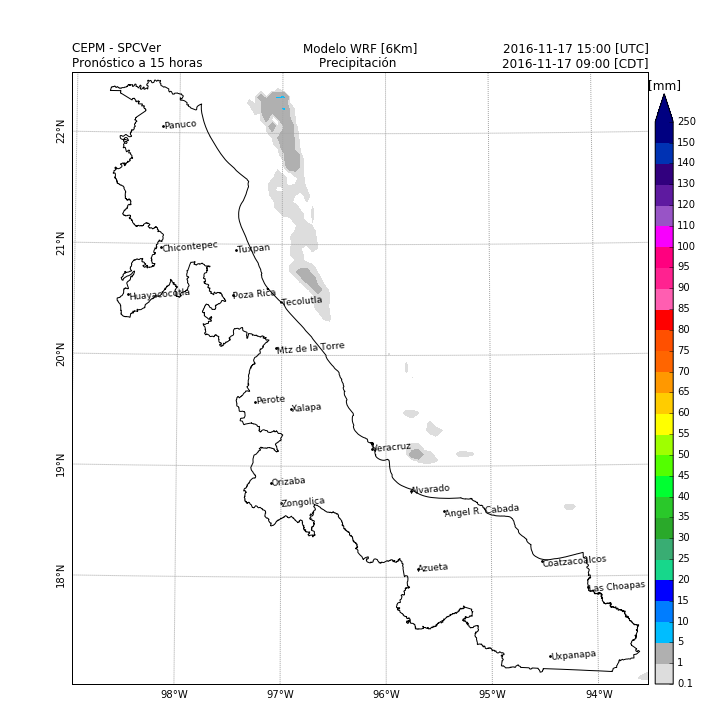 CEPM - SPCVer Modelo WRF [6Km] 2016-11-17 15:00 [UTC]
Pronóstico a 15 horas Precipitación 2016-11-17 09:00 [CDT]
[mm]
250
150
140
130
120
110
100
95
90
85
80
75
70
65
60
55
50
45
40
35
30
25
20
15
10
5
1
0.1
22°N
21°N
20°N
19°N
18°N
Panuco
Chicontepec
Tuxpan
Huayacocotla
Poza Rica
Tecolutla
Mtz de la Torre
Perote
Xalapa
Veracruz
Orizaba
Zongolica
Alvarado
Angel R. Cabada
Azueta
Coatzacoalcos
Las Choapas
Uxpanapa
98°W 97°W 96°W 95°W 94°W